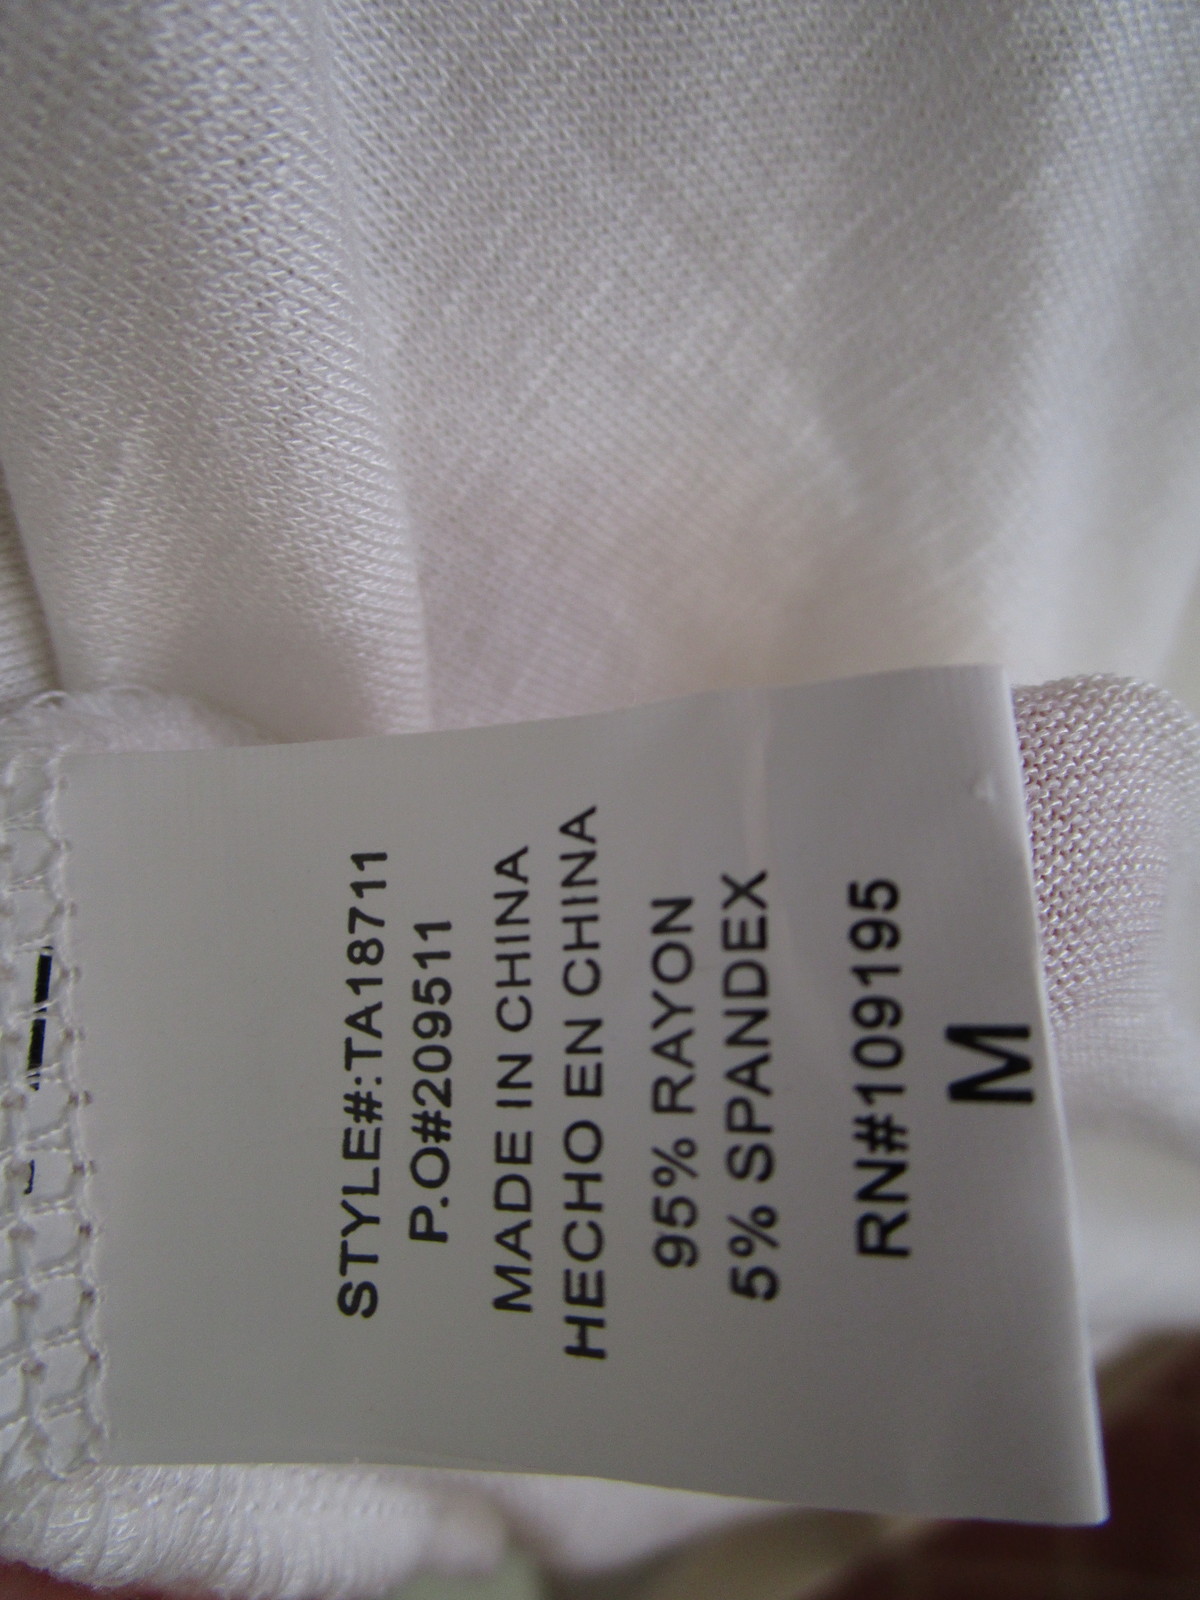 STYLE#:TA18711
P.O#209511
MADE IN CHINA
HECHO EN CHINA
95% RAYON
5% SPANDEX
RN#109195
M